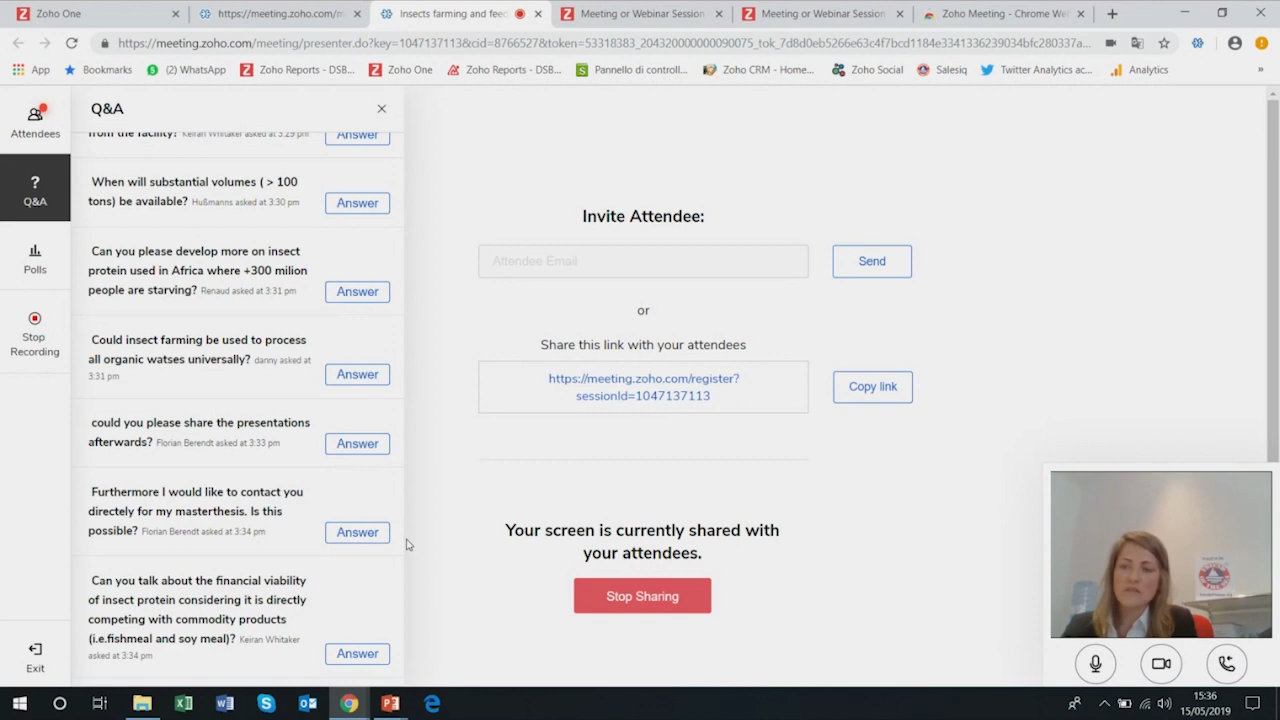 Zoho One
https://meeting.zoho.com/m
Insects farming and feed
Meeting or Webinar Session
Meeting or Webinar Session
Zoho Meeting - Chrome We
https://meeting.zoho.com/meeting/presenter.do?key=1047137113&cid=8766527&token=53318383_204320000000090075_tok_7d8d0eb5266e63c4f7bcd1184e3341336239034bfc280337a...
App
Bookmarks
(2) WhatsApp
Zoho Reports - DSB...
Zoho One
Zoho Reports - DSB...
Pannello di controll...
Zoho CRM - Home...
Zoho Social
Salesiq
Twitter Analytics ac...
Analytics
»
Attendees
?
Q&A
Polls
Stop
Recording
Exit
Q&A
from the facility? Keiran Whitaker asked at 3:29 pm
Answer
When will substantial volumes ( > 100
tons) be available? Hußmanns asked at 3:30 pm
Answer
Can you please develop more on insect
protein used in Africa where +300 milion
people are starving? Renaud asked at 3:31 pm
Answer
Could insect farming be used to process
all organic watses universally? danny asked at
3:31 pm
Answer
could you please share the presentations
afterwards? Florian Berendt asked at 3:33 pm
Answer
Furthermore I would like to contact you
directely for my masterthesis. Is this
possible? Florian Berendt asked at 3:34 pm
Answer
Can you talk about the financial viability
of insect protein considering it is directly
competing with commodity products
(i.e.fishmeal and soy meal)? Keiran Whitaker
asked at 3:34 pm
Answer
Invite Attendee:
Attendee Email
Send
or
Share this link with your attendees
https://meeting.zoho.com/register?
sessionId=1047137113
Copy link
Your screen is currently shared with
your attendees.
Stop Sharing
15:36
15/05/2019